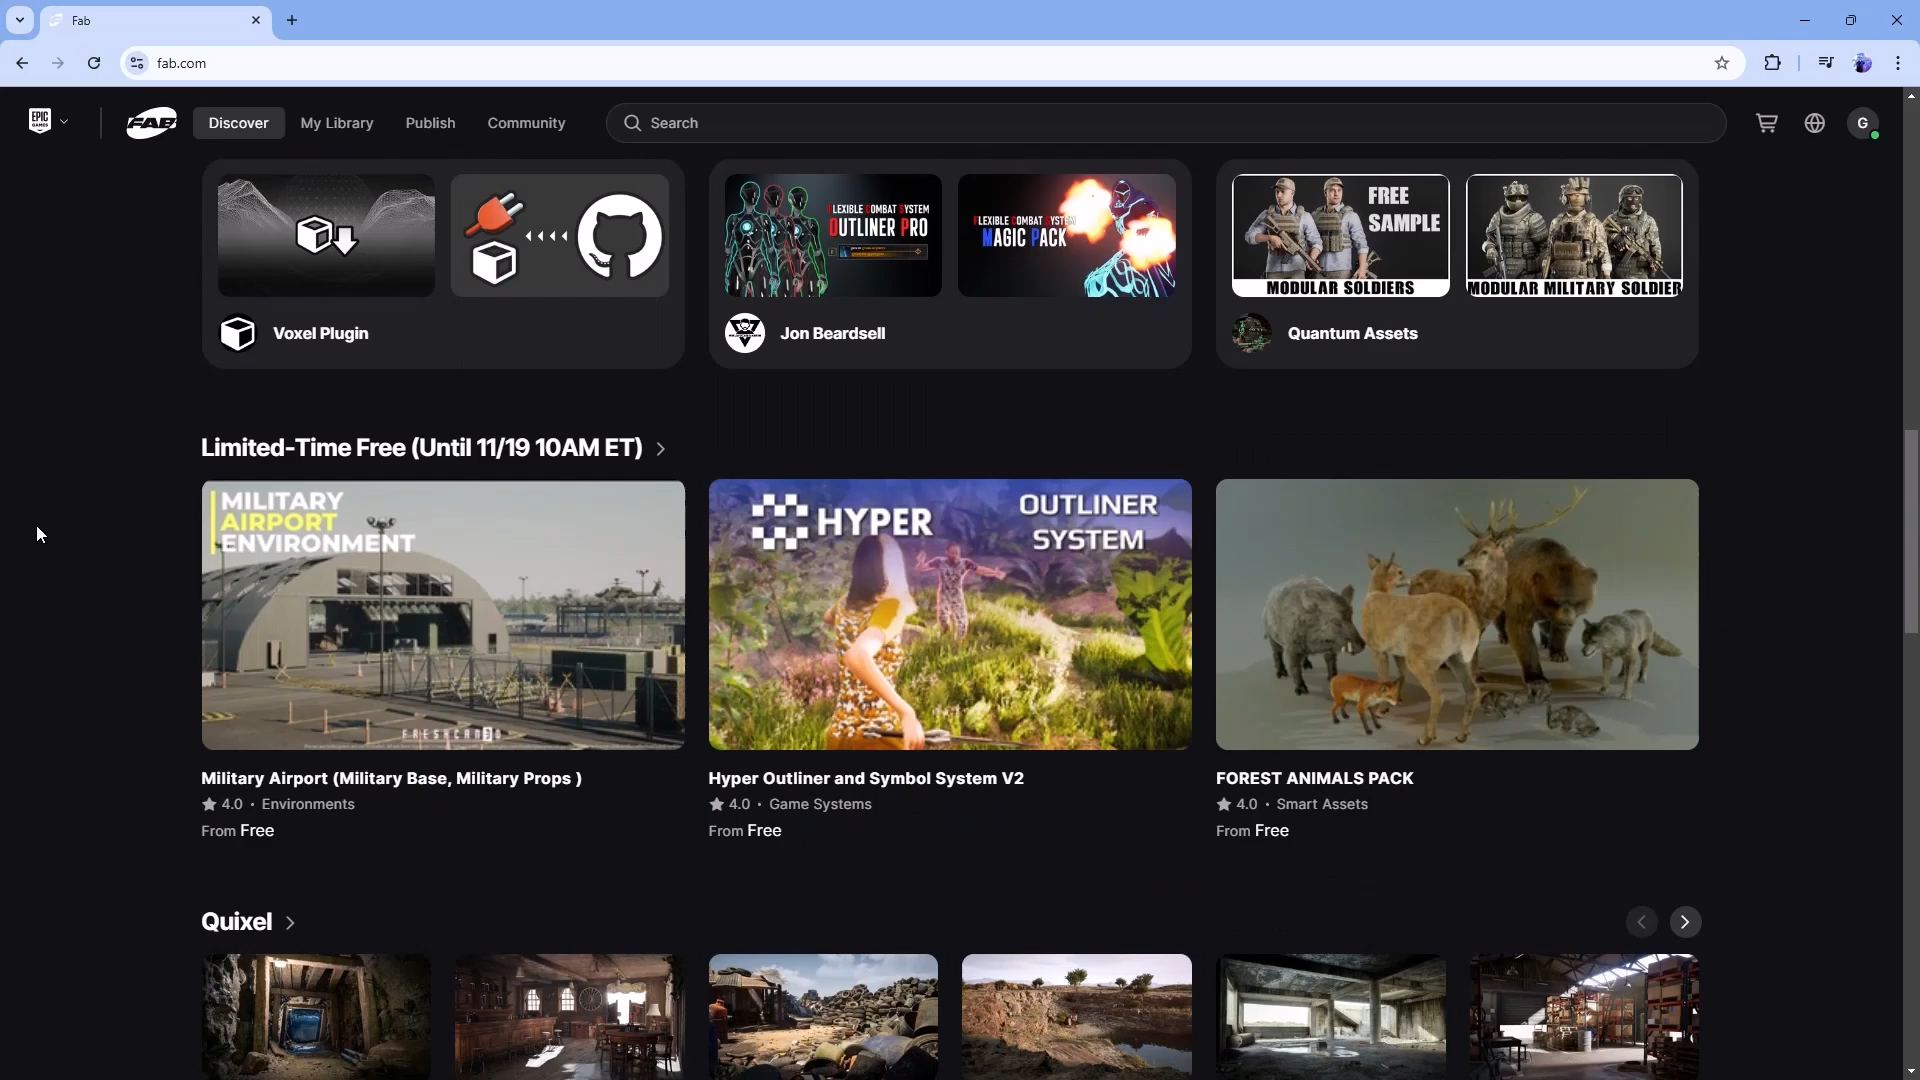 Fab
fab.com
EPIC
GAMES
FAB
Discover
My Library
Publish
Community
Search
G
FLEXIBLE COMBAT SYSTEM
OUTLINER PRO
FLEXIBLE COMBAT SYSTEM
MAGIC PACK
FREE
SAMPLE
MODULAR SOLDIERS
MODULAR MILITARY SOLDIER
Voxel Plugin
Jon Beardsell
Quantum Assets
Limited-Time Free (Until 11/19 10AM ET)
MILITARY
AIRPORT
ENVIRONMENT
FRESHCAN3D
HYPER
OUTLINER
SYSTEM
Military Airport (Military Base, Military Props )
4.0 • Environments
From Free
Hyper Outliner and Symbol System V2
4.0 • Game Systems
From Free
FOREST ANIMALS PACK
4.0 • Smart Assets
From Free
Quixel